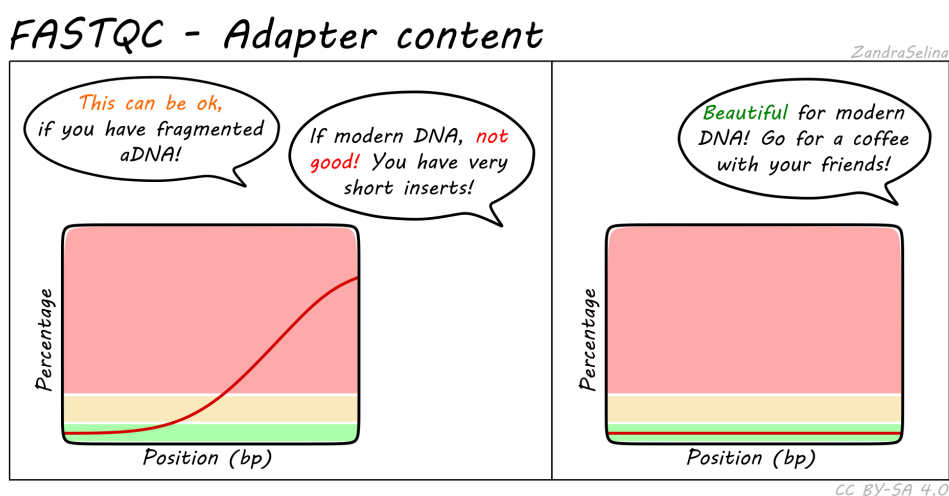 FASTQC - Adapter content
ZandraSelina
This can be ok,
if you have fragmented
aDNA!
If modern DNA, not
good! You have very
short inserts!
Percentage
Position (bp)
Beautiful for modern
DNA! Go for a coffee
with your friends!
Percentage
Position (bp)
CC BY-SA 4.0